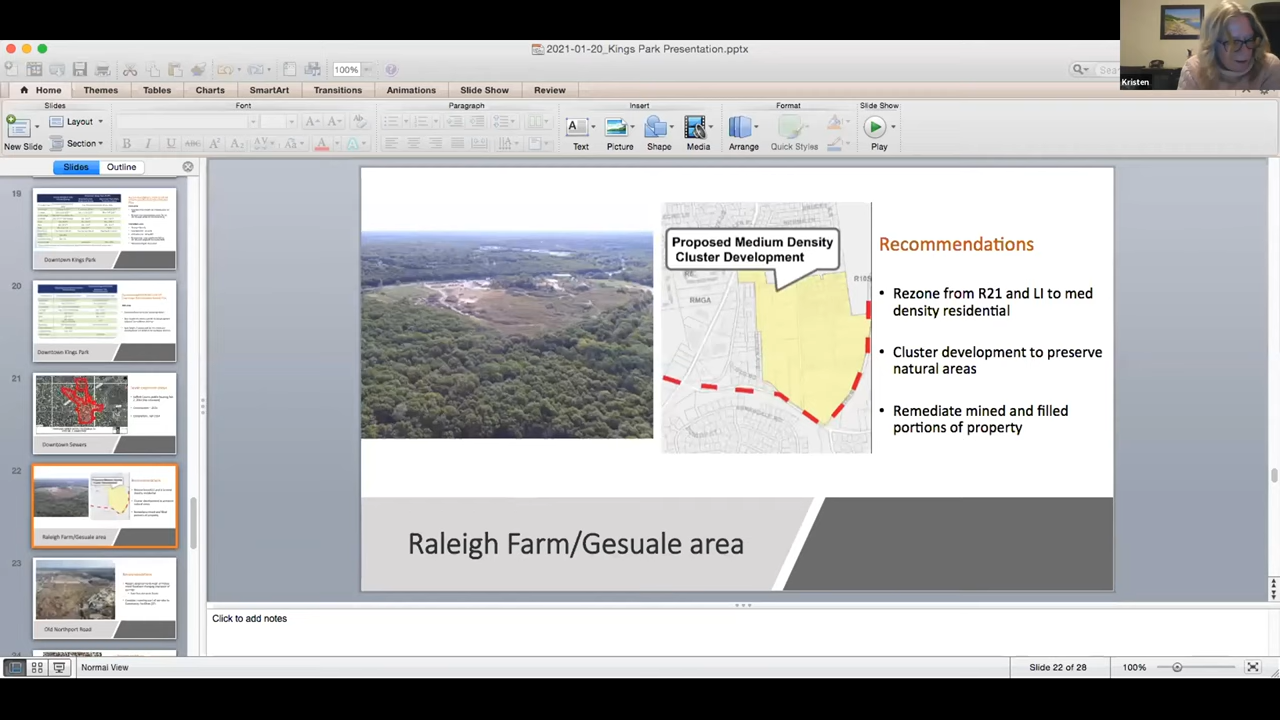 2021-01-20_Kings Park Presentation.pptx
Kristen
100%
Home
Themes
Tables
Charts
SmartArt
Transitions
Animations
Slide Show
Review
Slides
Font
Paragraph
Insert
Format
Slide Show
New Slide
Layout
Section
Text
Picture
Shape
Media
Arrange
Quick Styles
Play
Slides
Outline
19
Downtown Kings Park
20
Downtown Kings Park
21
Downtown Sewers
22
Raleigh Farm/Gesuale area
23
Old Northport Road
Proposed Medium Density
Cluster Development
RE
RMGA
Recommendations
• Rezone from R21 and LI to med
density residential
• Cluster development to preserve
natural areas
• Remediate mined and filled
portions of property
Raleigh Farm/Gesuale area
Click to add notes
Normal View
Slide 22 of 28
100%